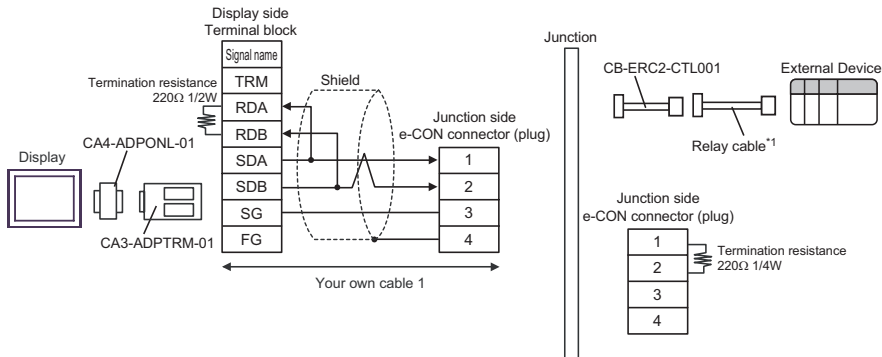 Display side
Terminal block
Signal name
TRM
RDA
RDB
SDA
SDB
SG
FG
Termination resistance
220Ω 1/2W
Shield
Junction side
e-CON connector (plug)
1
2
3
4
Display
CA4-ADPONL-01
CA3-ADPTRM-01
Your own cable 1
Junction
CB-ERC2-CTL001
External Device
Relay cable*1
Junction side
e-CON connector (plug)
1
2
3
4
Termination resistance
220Ω 1/4W